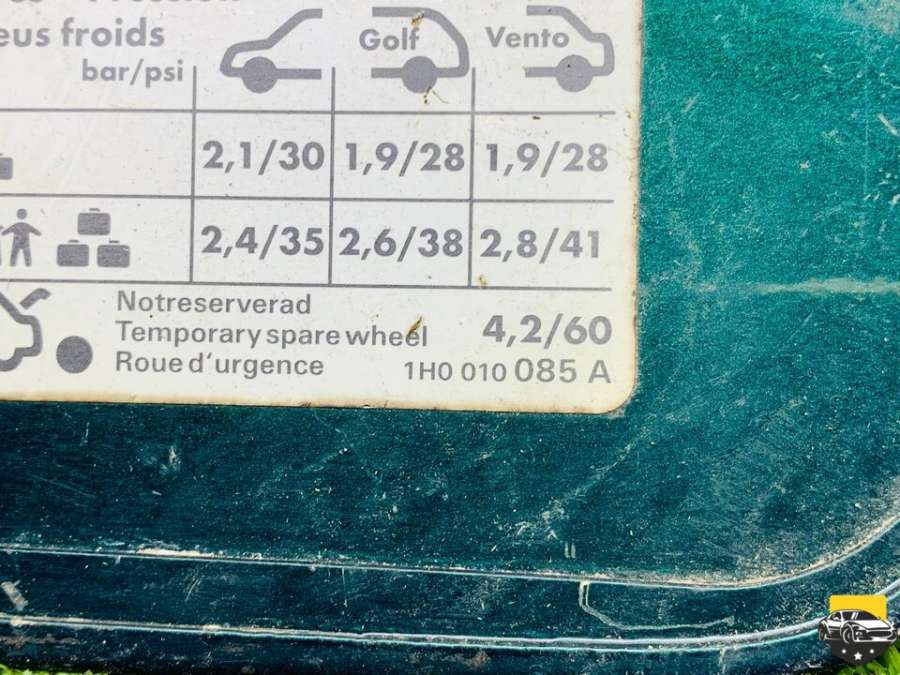 eus froids
bar/psi
Golf
Vento
2,1/30 1,9/28 1,9/28
2,4/35 2,6/38 2,8/41
Notreserverad
Temporary spare wheel 4,2/60
Roue d'urgence
1H0 010 085 A